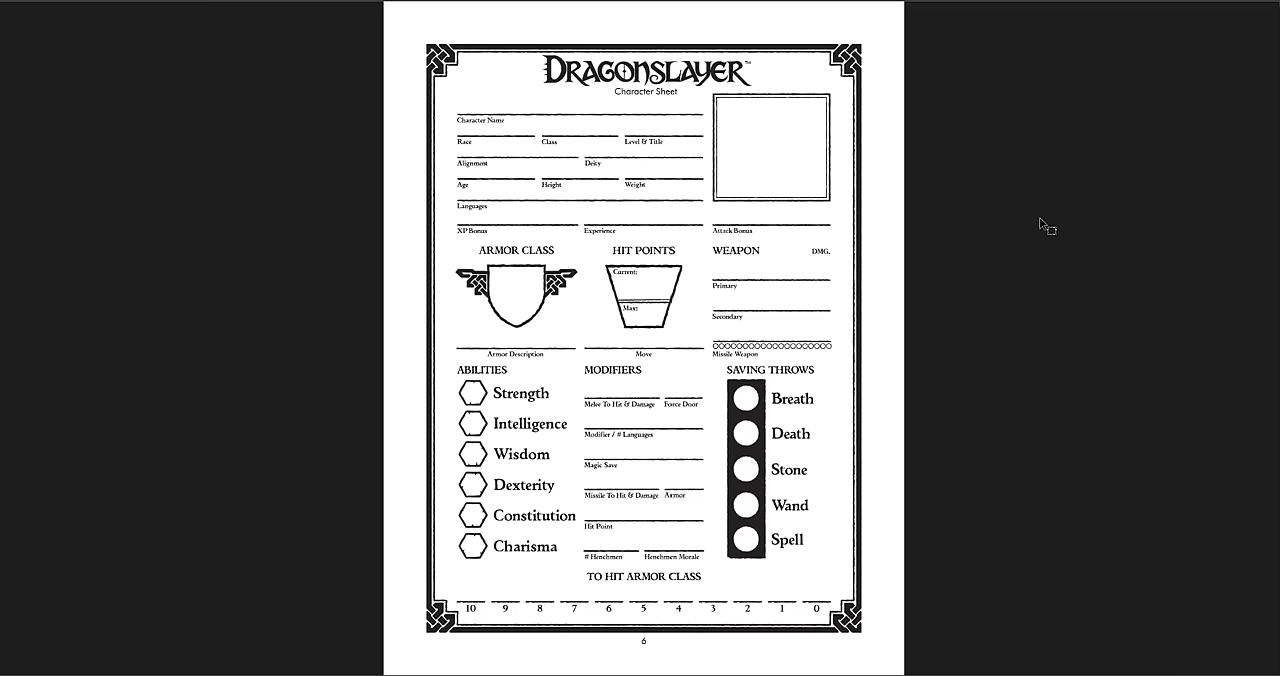 DRAGONSLAYER™
Character Sheet
Character Name
Race Class Level & Title
Alignment Deity
Age Height Weight
Languages
XP Bonus Experience Attack Bonus
ARMOR CLASS HIT POINTS WEAPON DMG.
Current:
Primary
Max:
Secondary
Armor Description Move Missile Weapon
ABILITIES MODIFIERS SAVING THROWS
Strength Breath
Melee To Hit & Damage Force Door
Intelligence Death
Modifier / # Languages
Wisdom Stone
Magic Save
Dexterity
Missile To Hit & Damage Armor
Wand
Constitution
Hit Point
Charisma Spell
# Henchmen Henchmen Morale
TO HIT ARMOR CLASS
10 9 8 7 6 5 4 3 2 1 0
6